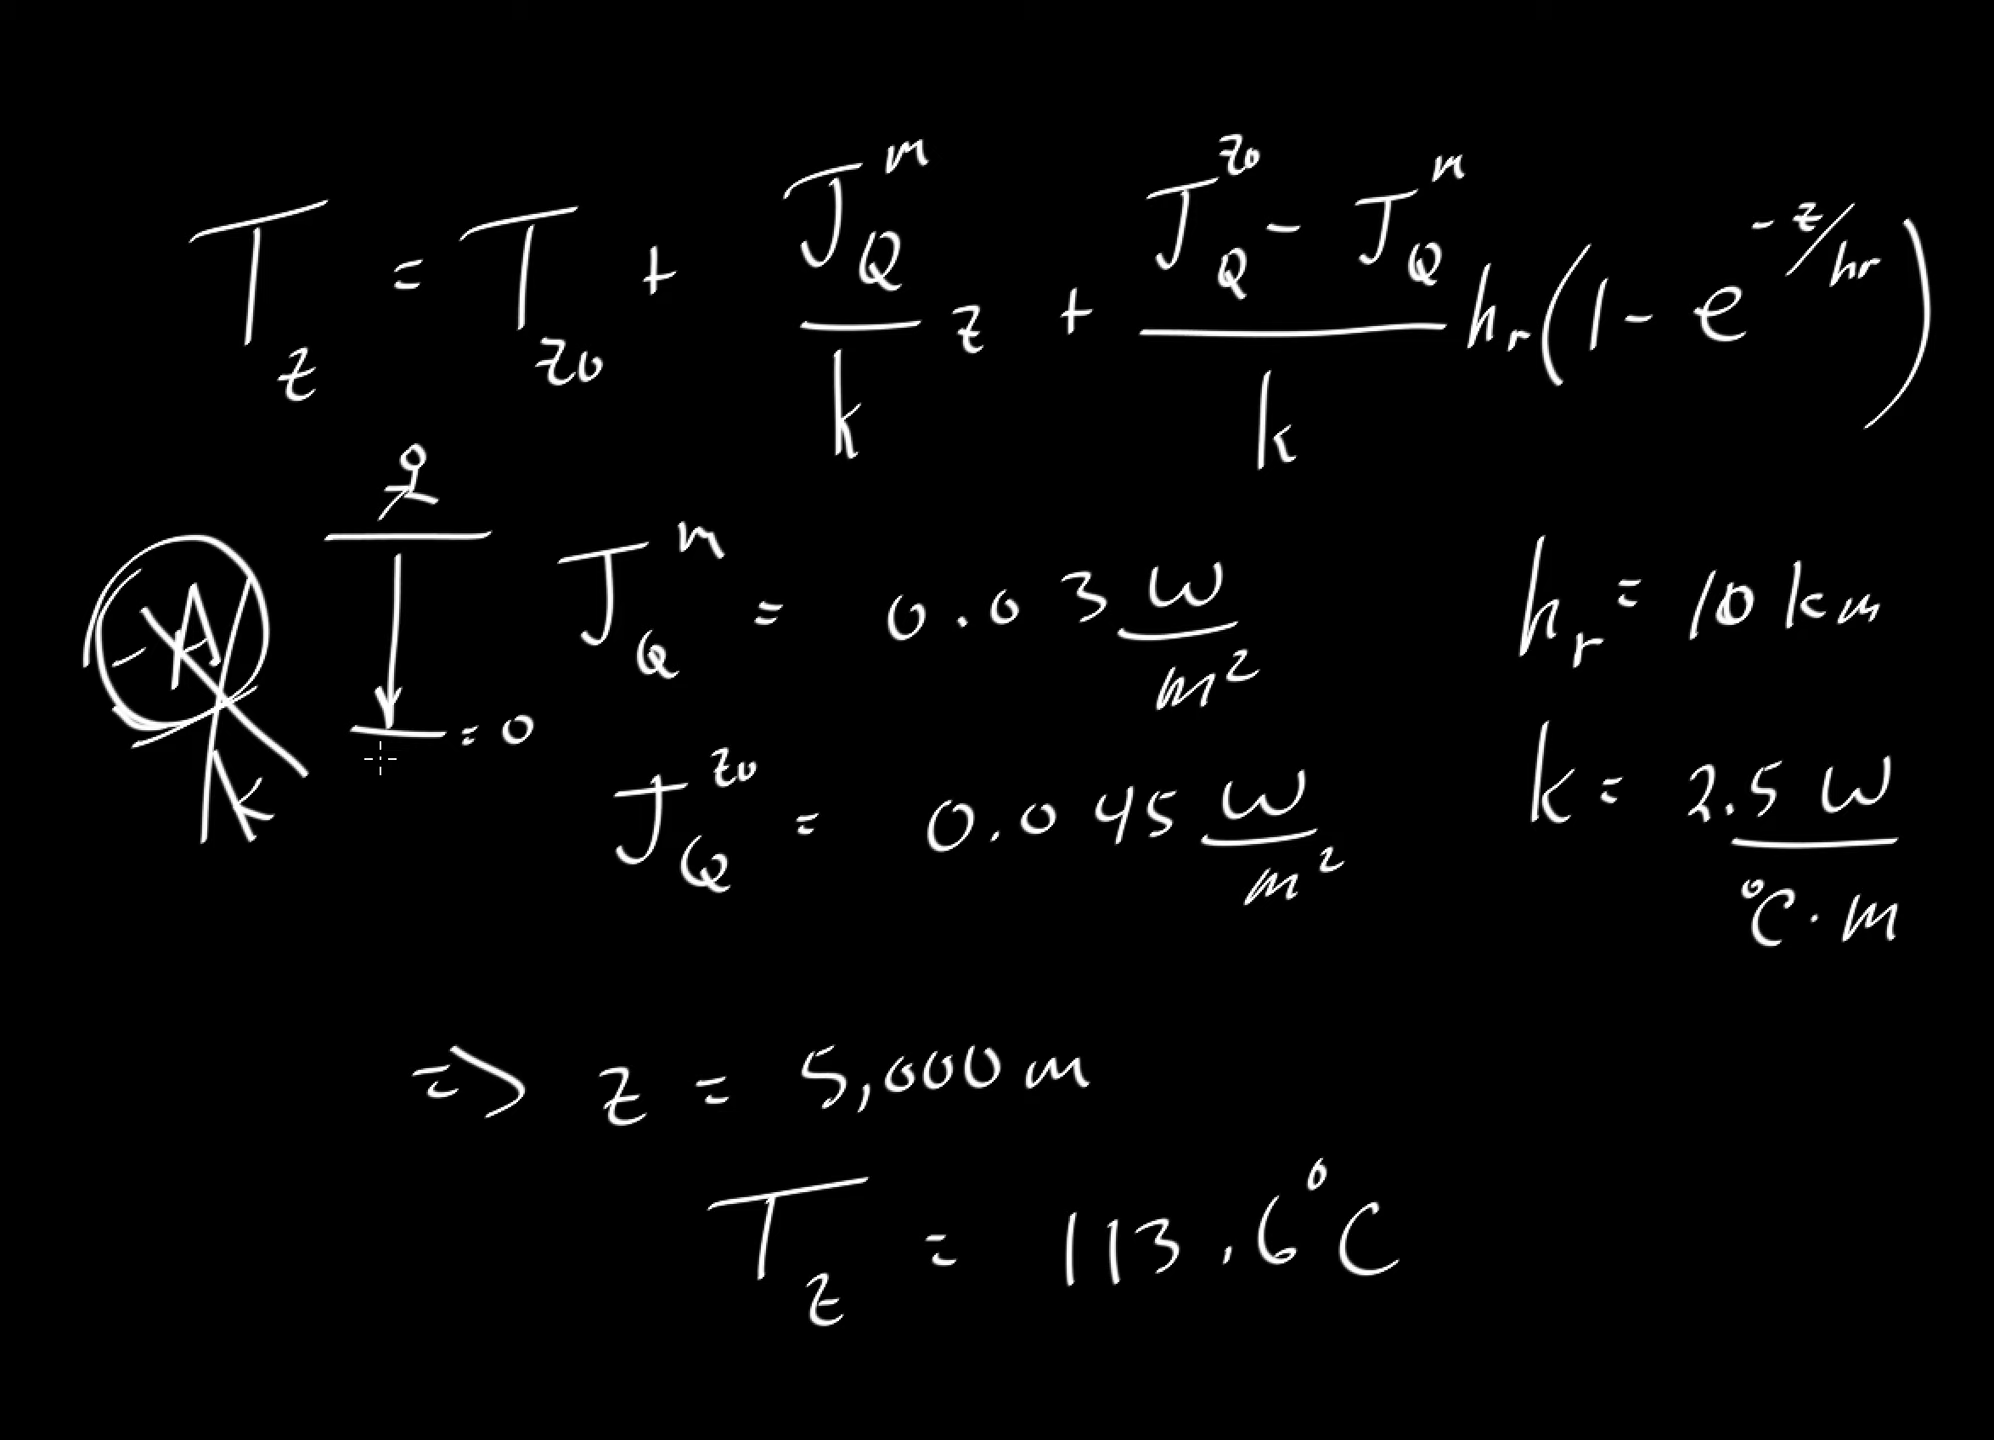 T_z = T_z0 + J_Q^m / k z + (J_Q^z0 - J_Q^m) / k h_r (1 - e^(-z/hr))
-A / k
= 0
J_Q^m = 0.03 W/m²
h_r = 10 km
J_Q^z0 = 0.045 W/m²
k = 2.5 W/°C·m
=> z = 5,000 m
T_z = 113.6°C